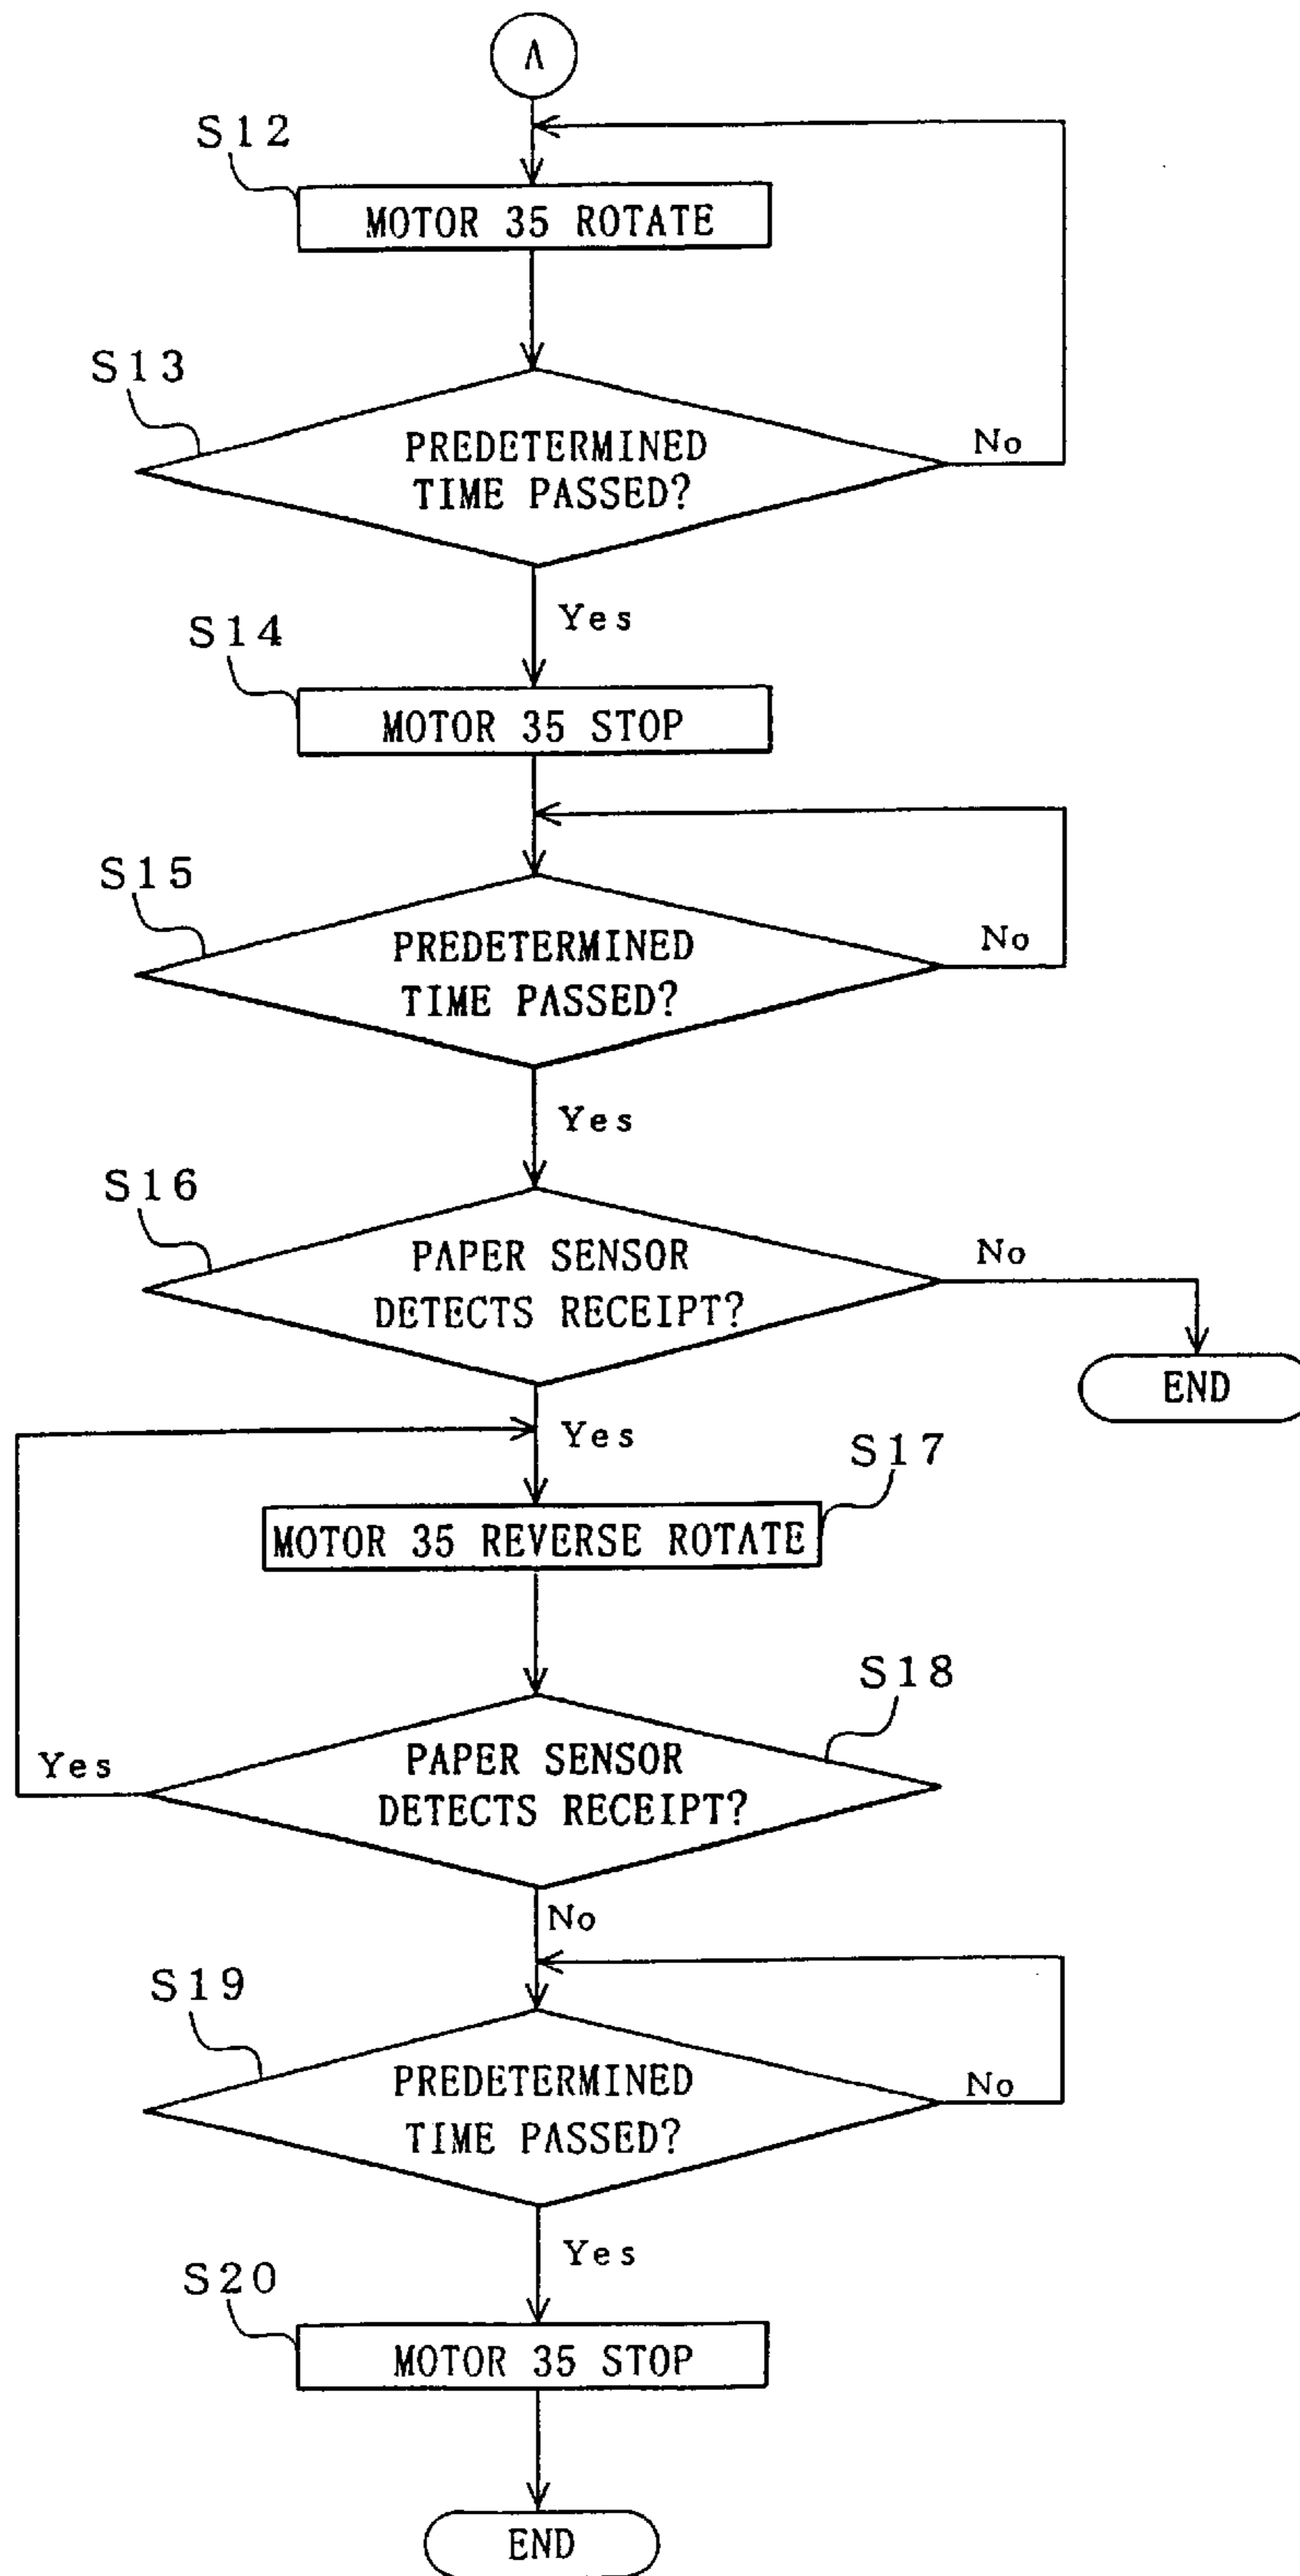 A
S12
MOTOR 35 ROTATE
S13
PREDETERMINED
TIME PASSED?
No
Yes
S14
MOTOR 35 STOP
S15
PREDETERMINED
TIME PASSED?
No
Yes
S16
PAPER SENSOR
DETECTS RECEIPT?
No
END
Yes
S17
MOTOR 35 REVERSE ROTATE
S18
PAPER SENSOR
DETECTS RECEIPT?
Yes
No
S19
PREDETERMINED
TIME PASSED?
No
Yes
S20
MOTOR 35 STOP
END